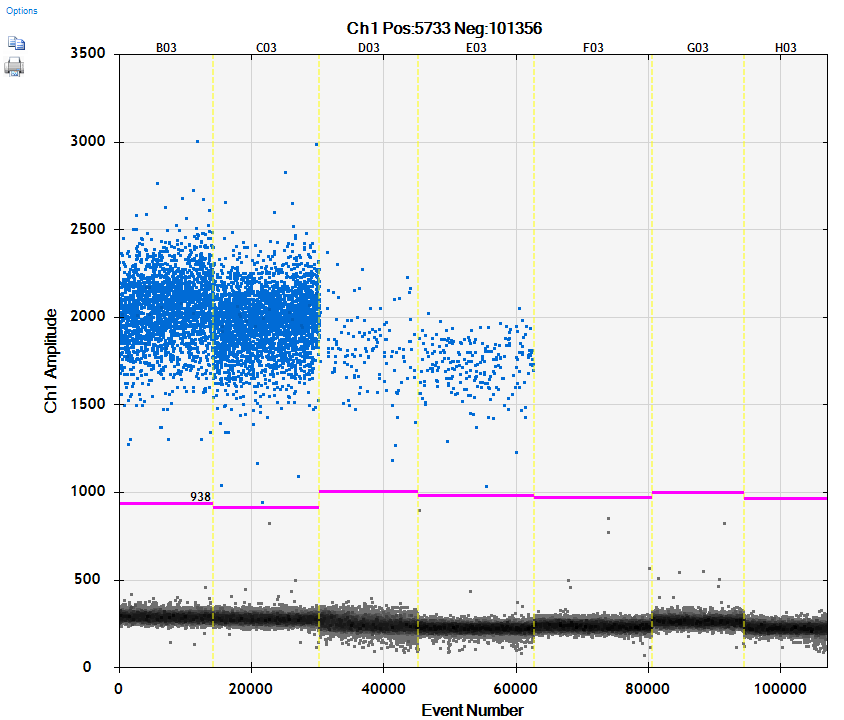 Options
Ch1 Pos:5733 Neg:101356
B03 C03 D03 E03 F03 G03 H03
3500
3000
2500
2000
1500
1000
500
0
938
Ch1 Amplitude
0 20000 40000 60000 80000 100000
Event Number